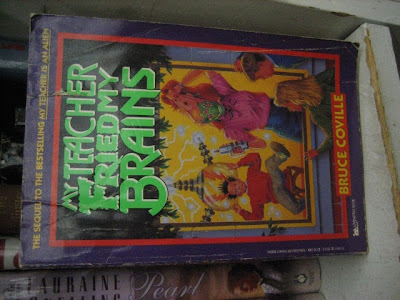 THE SEQUEL TO THE BESTSELLING MY TEACHER IS AN ALIEN
MY TEACHER
FRIED MY
BRAINS
BRUCE COVILLE
LAURAINE
Pearl